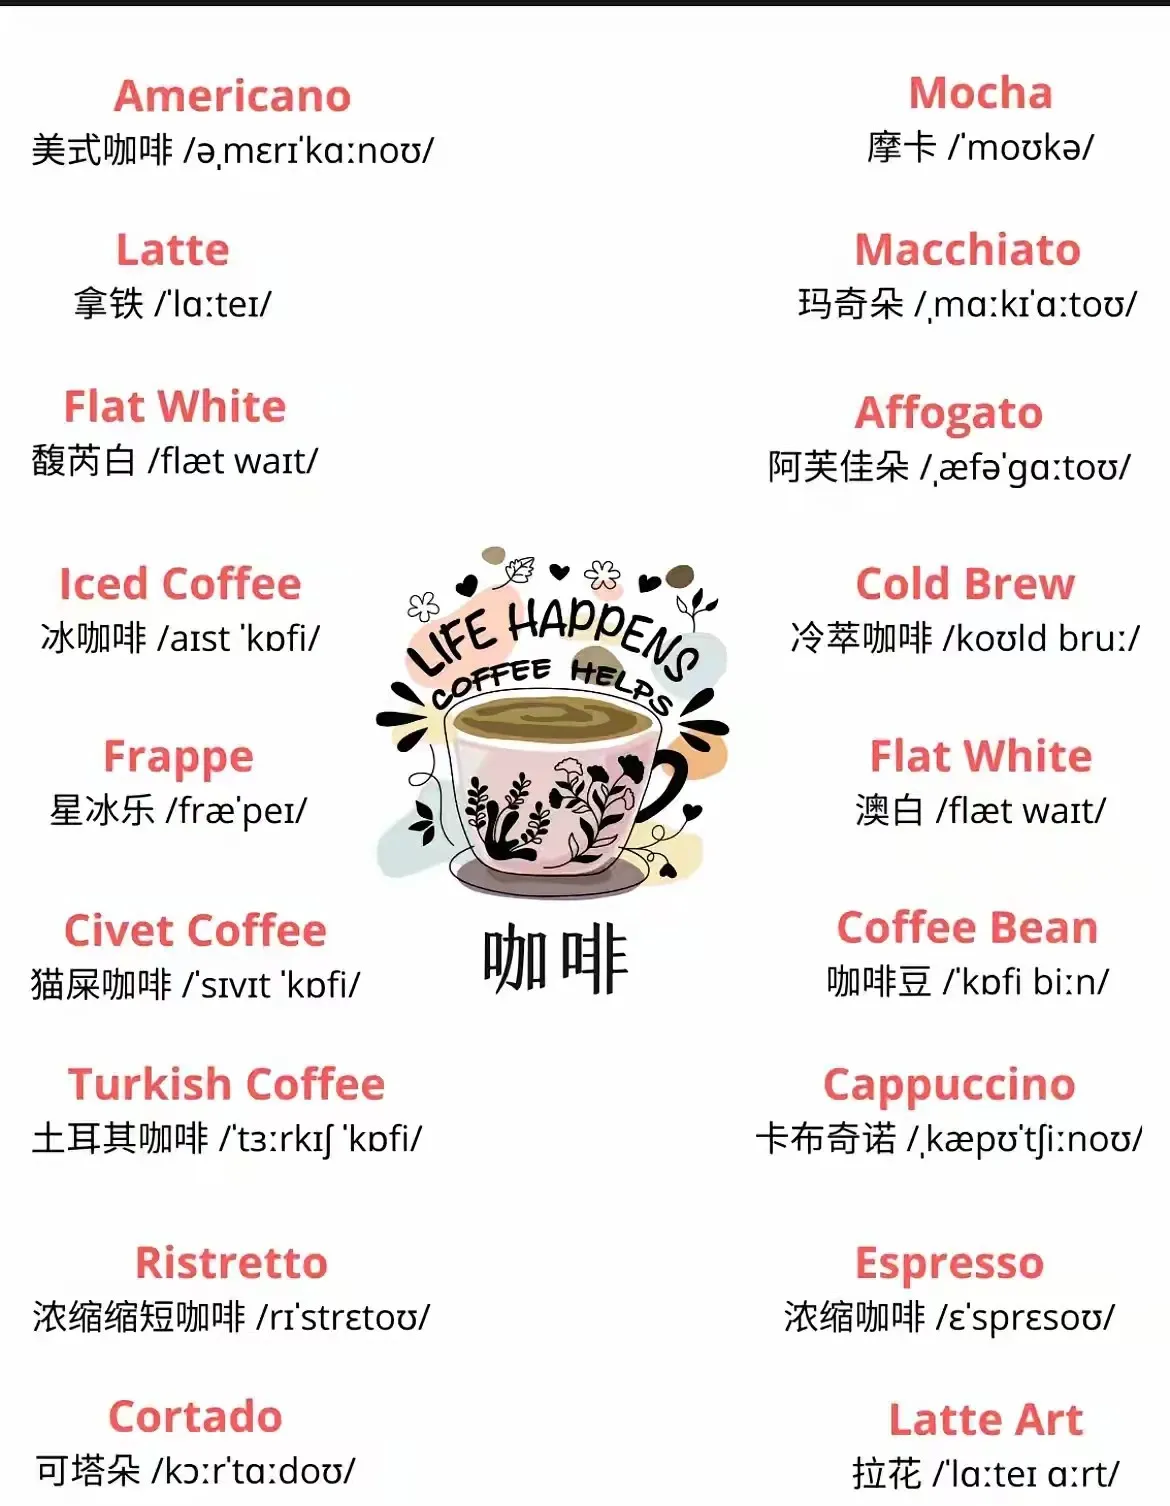 Americano
美式咖啡 /əˌmɛrɪˈkɑːnoʊ/
Latte
拿铁 /ˈlɑːteɪ/
Flat White
馥芮白 /flæt waɪt/
Iced Coffee
冰咖啡 /aɪst ˈkɒfi/
Frappe
星冰乐 /fræˈpeɪ/
Civet Coffee
猫屎咖啡 /ˈsɪvɪt ˈkɒfi/
Turkish Coffee
土耳其咖啡 /ˈtɜːrkɪʃ ˈkɒfi/
Ristretto
浓缩缩短咖啡 /rɪˈstrɛtoʊ/
Cortado
可塔朵 /kɔːrˈtɑːdoʊ/
LIFE HAPPENS
COFFEE HELPS
咖啡
Mocha
摩卡 /ˈmoʊkə/
Macchiato
玛奇朵 /ˌmɑːkɪˈɑːtoʊ/
Affogato
阿芙佳朵 /ˌæfəˈɡɑːtoʊ/
Cold Brew
冷萃咖啡 /koʊld bruː/
Flat White
澳白 /flæt waɪt/
Coffee Bean
咖啡豆 /ˈkɒfi biːn/
Cappuccino
卡布奇诺 /ˌkæpʊˈtʃiːnoʊ/
Espresso
浓缩咖啡 /ɛˈsprɛsoʊ/
Latte Art
拉花 /ˈlɑːteɪ ɑːrt/